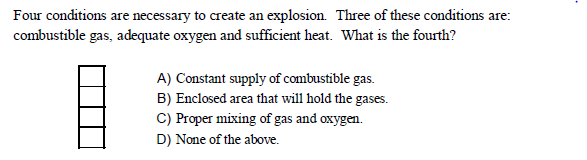 Four conditions are necessary to create an explosion.  Three of these conditions are:
combustible gas, adequate oxygen and sufficient heat.  What is the fourth?
A) Constant supply of combustible gas.
B) Enclosed area that will hold the gases.
C) Proper mixing of gas and oxygen.
D) None of the above.